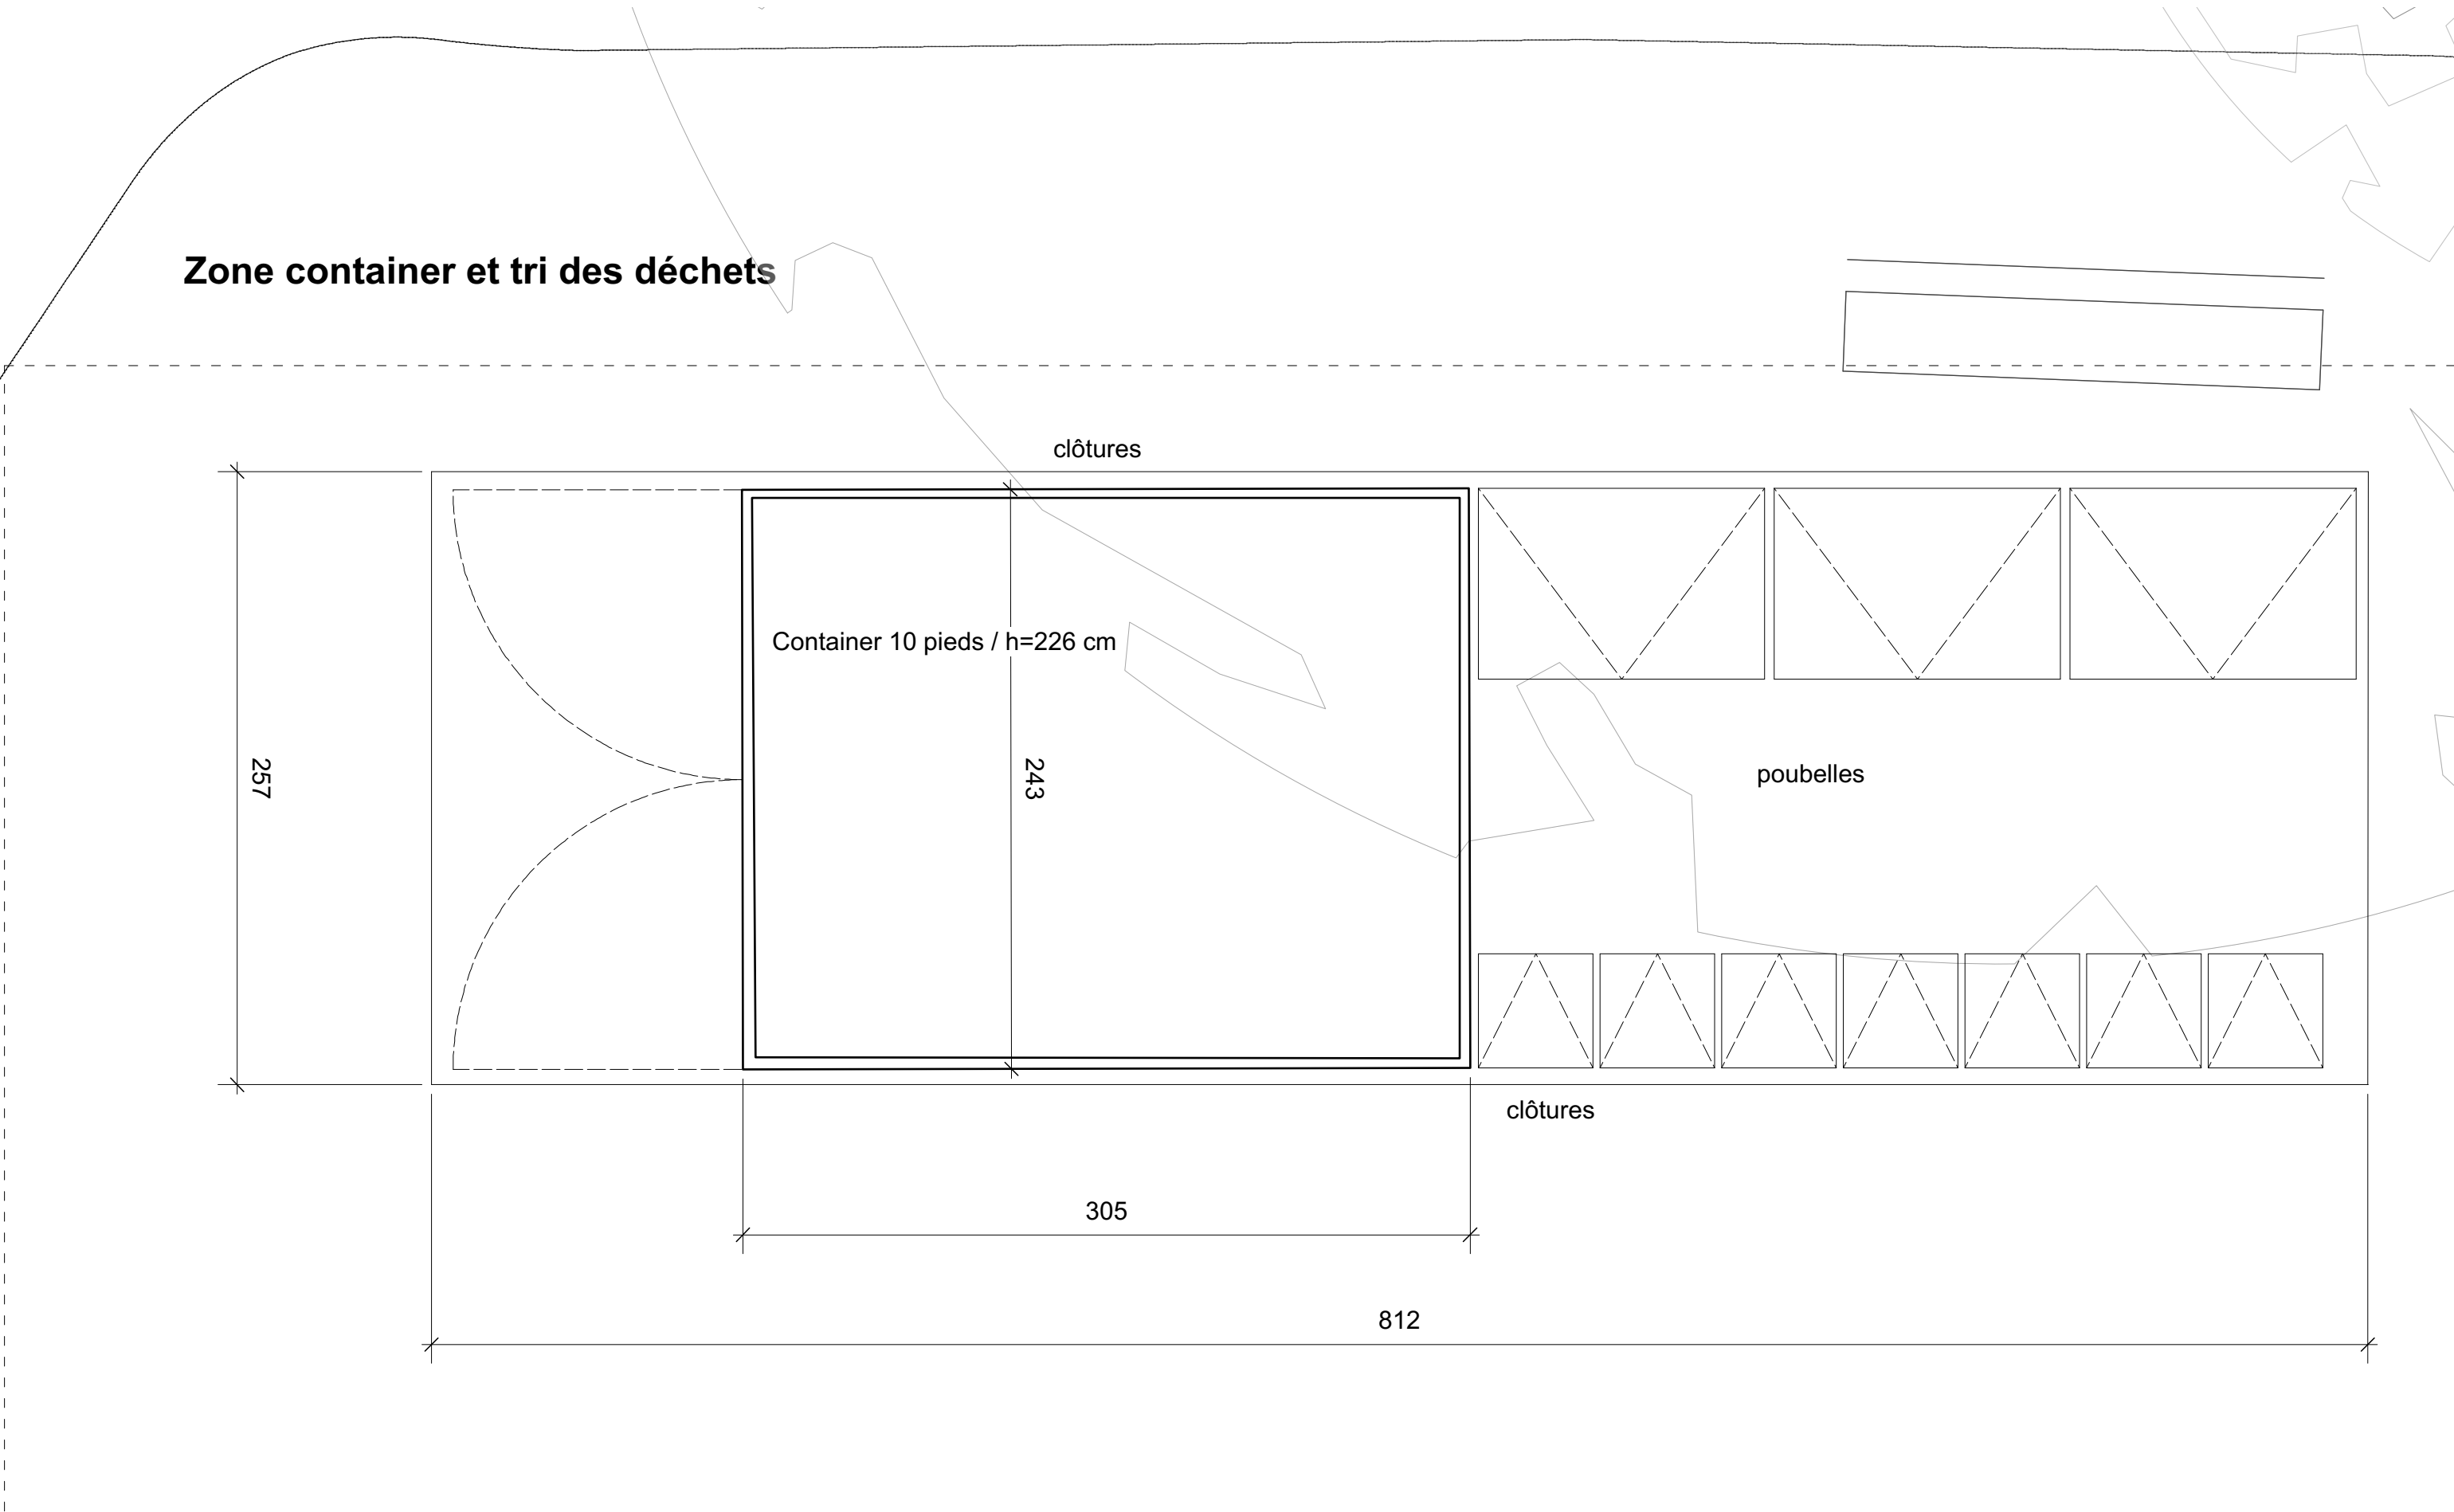 Zone container et tri des déchets
clôtures
Container 10 pieds / h=226 cm
257
243
poubelles
clôtures
305
812